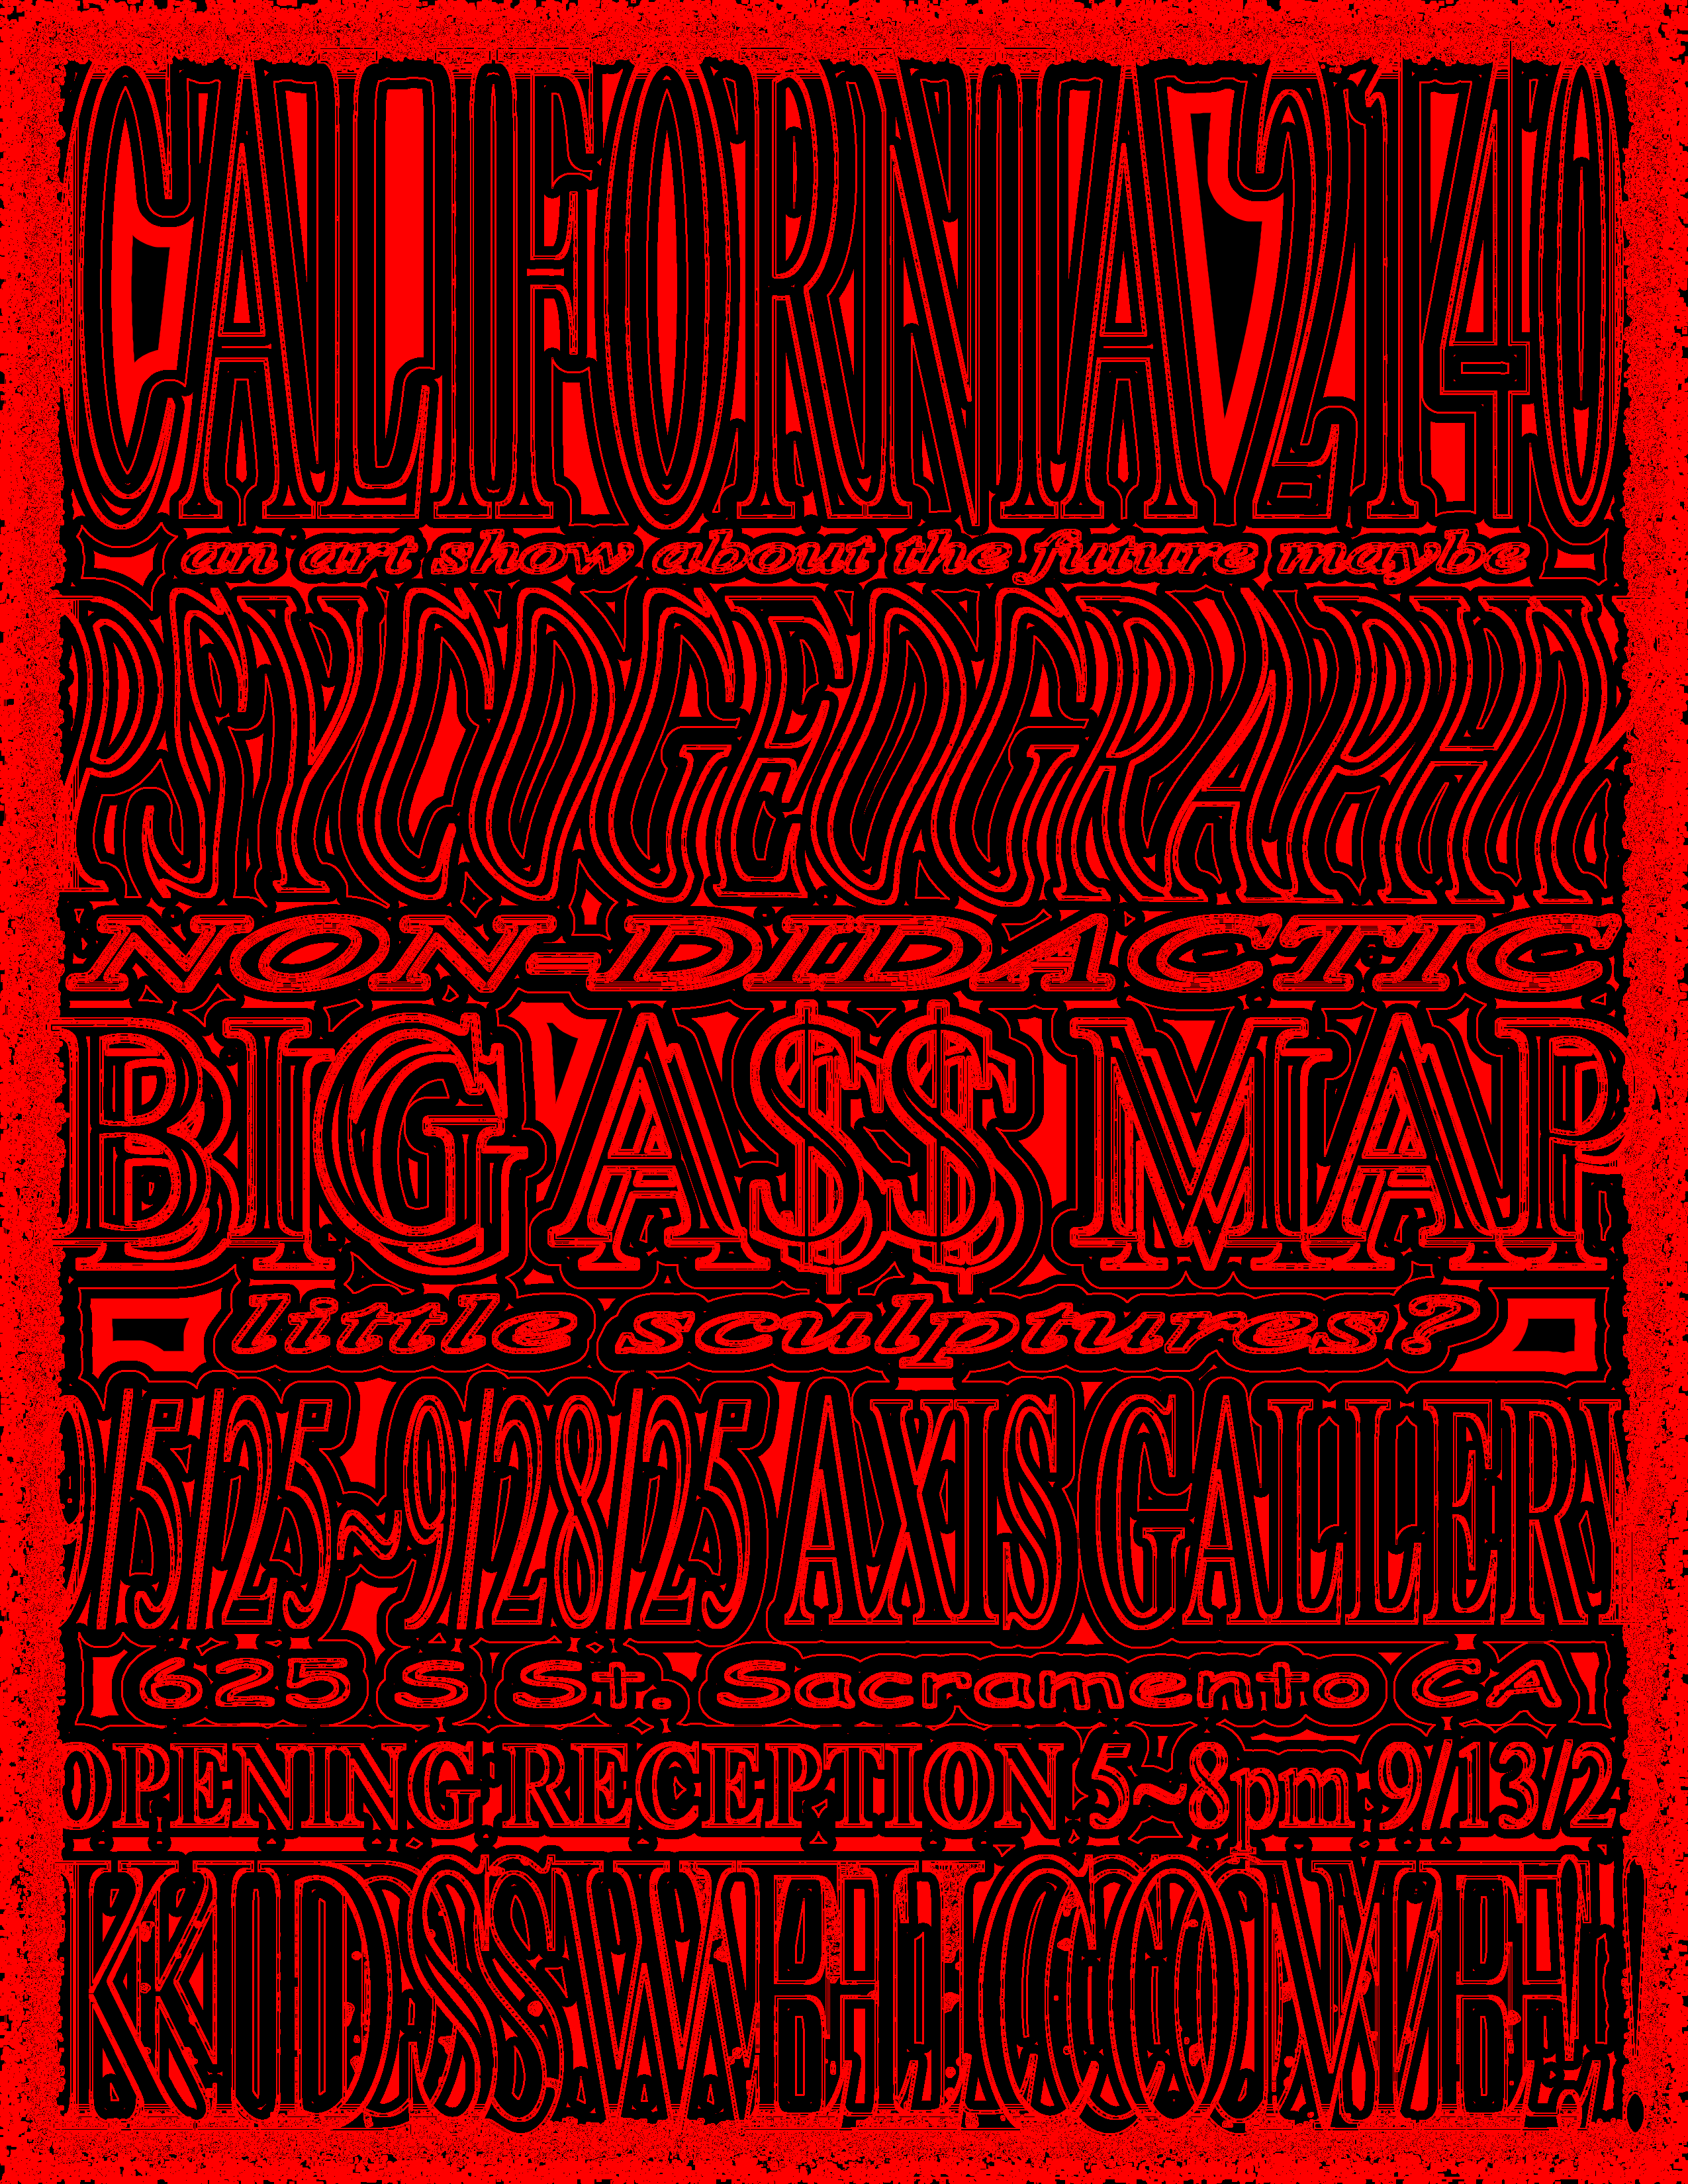 CALIFORNIA 2140
an art show about the future maybe
PSYCOGEOGRAPHY
NON-DIDACTIC
BIG A$$ MAP
little sculptures?
9/5/25~9/28/25 AXIS GALLERY
625 S St. Sacramento CA
OPENING RECEPTION 5~8pm 9/13/2
KIDS WELCOME!